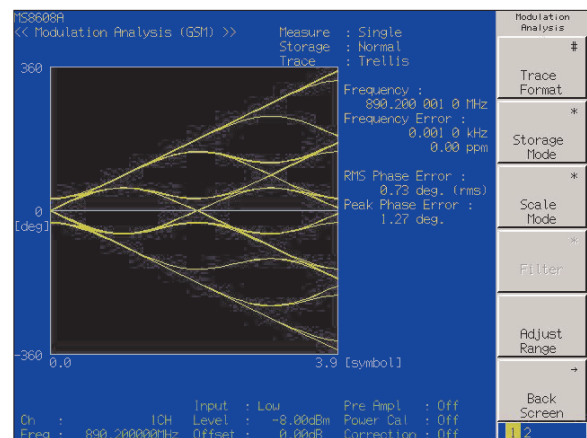 MS8608A
<< Modulation Analysis (GSM) >>
Measure : Single
Storage : Normal
Trace : Trellis
360
0
[deg]
-360
0.0
3.9 [symbol]
Frequency :
890.200 001 0 MHz
Frequency Error :
0.001 0 kHz
0.00 ppm
RMS Phase Error :
0.73 deg. (rms)
Peak Phase Error :
1.27 deg.
Input : Low
Pre Ampl : Off
Ch : 1CH
Level : -8.00dBm
Power Cal : Off
Freq : 890.200000MHz
Offset : 0.00dB
Correction : Off
Modulation
Analysis
#
Trace
Format
*
Storage
Mode
*
Scale
Mode
*
Filter
Adjust
Range
→
Back
Screen
1 2